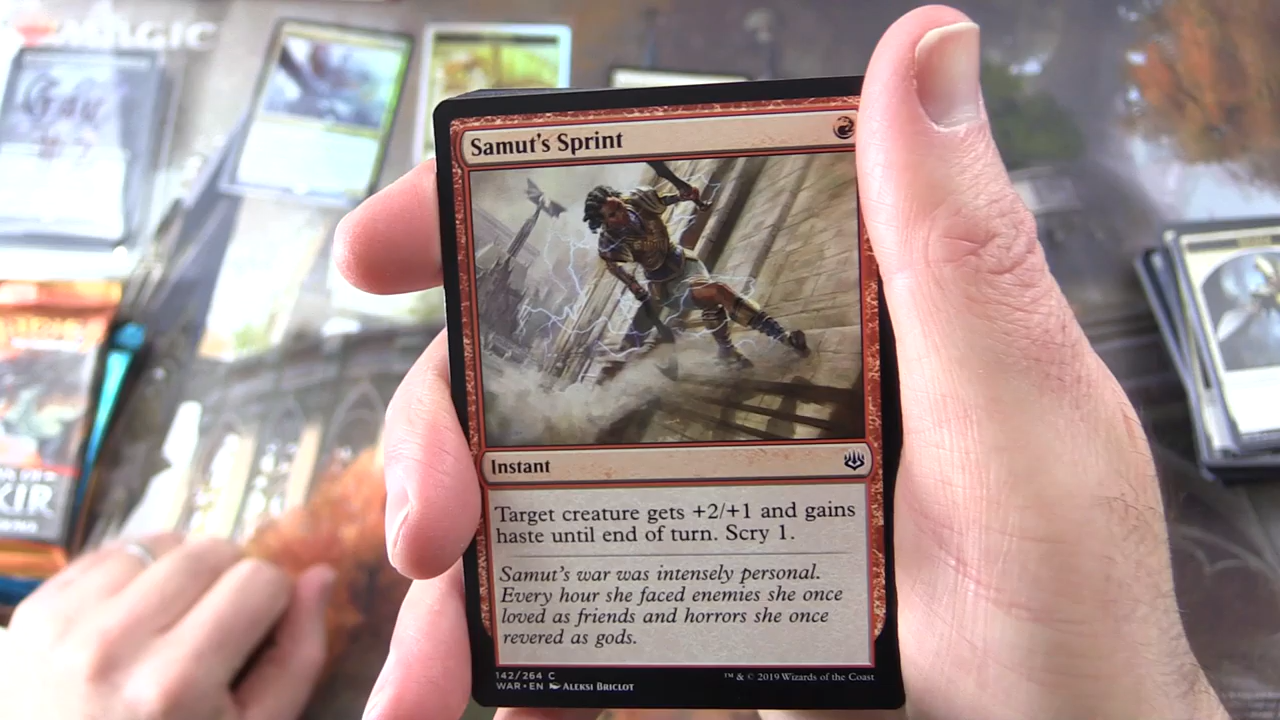 MAGIC
Samut's Sprint
Instant
Target creature gets +2/+1 and gains
haste until end of turn. Scry 1.
Samut's war was intensely personal.
Every hour she faced enemies she once
loved as friends and horrors she once
revered as gods.
142/264 C
WAR • EN Aleksi Briclot
™ & © 2019 Wizards of the Coast